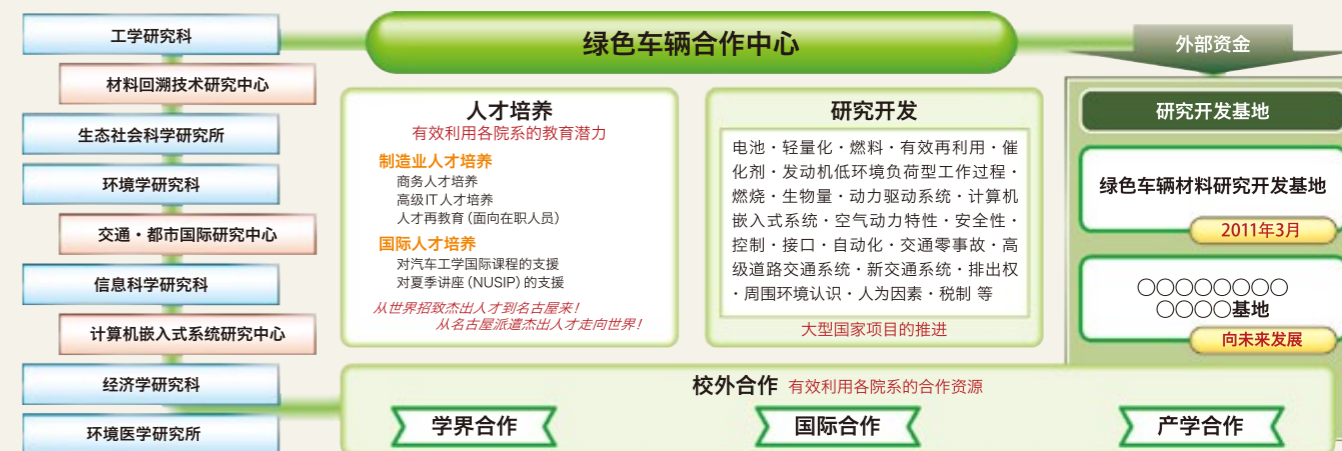 工学研究科
材料回溯技术研究中心
生态社会科学研究所
环境学研究科
交通・都市国际研究中心
信息科学研究科
计算机嵌入式系统研究中心
经济学研究科
环境医学研究所
绿色车辆合作中心
人才培养
有效利用各院系的教育潜力
制造业人才培养
商务人才培养
高级IT人才培养
人才再教育(面向在职人员)
国际人才培养
对汽车工学国际课程的支援
对夏季讲座(NUSIP)的支援
从世界招致杰出人才到名古屋来!
从名古屋派遣杰出人才走向世界!
研究开发
电池・轻量化・燃料・有效再利用・催
化剂・发动机低环境负荷型工作过程・
燃烧・生物量・动力驱动系统・计算机
嵌入式系统・空气动力特性・安全性・
控制・接口・自动化・交通零事故・高
级道路交通系统・新交通系统・排出权
・周围环境认识・人为因素・税制 等
大型国家项目的推进
外部资金
研究开发基地
绿色车辆材料研究开发基地
2011年3月
○○○○○○○○
○○○○基地
向未来发展
校外合作 有效利用各院系的合作资源
学界合作
国际合作
产学合作